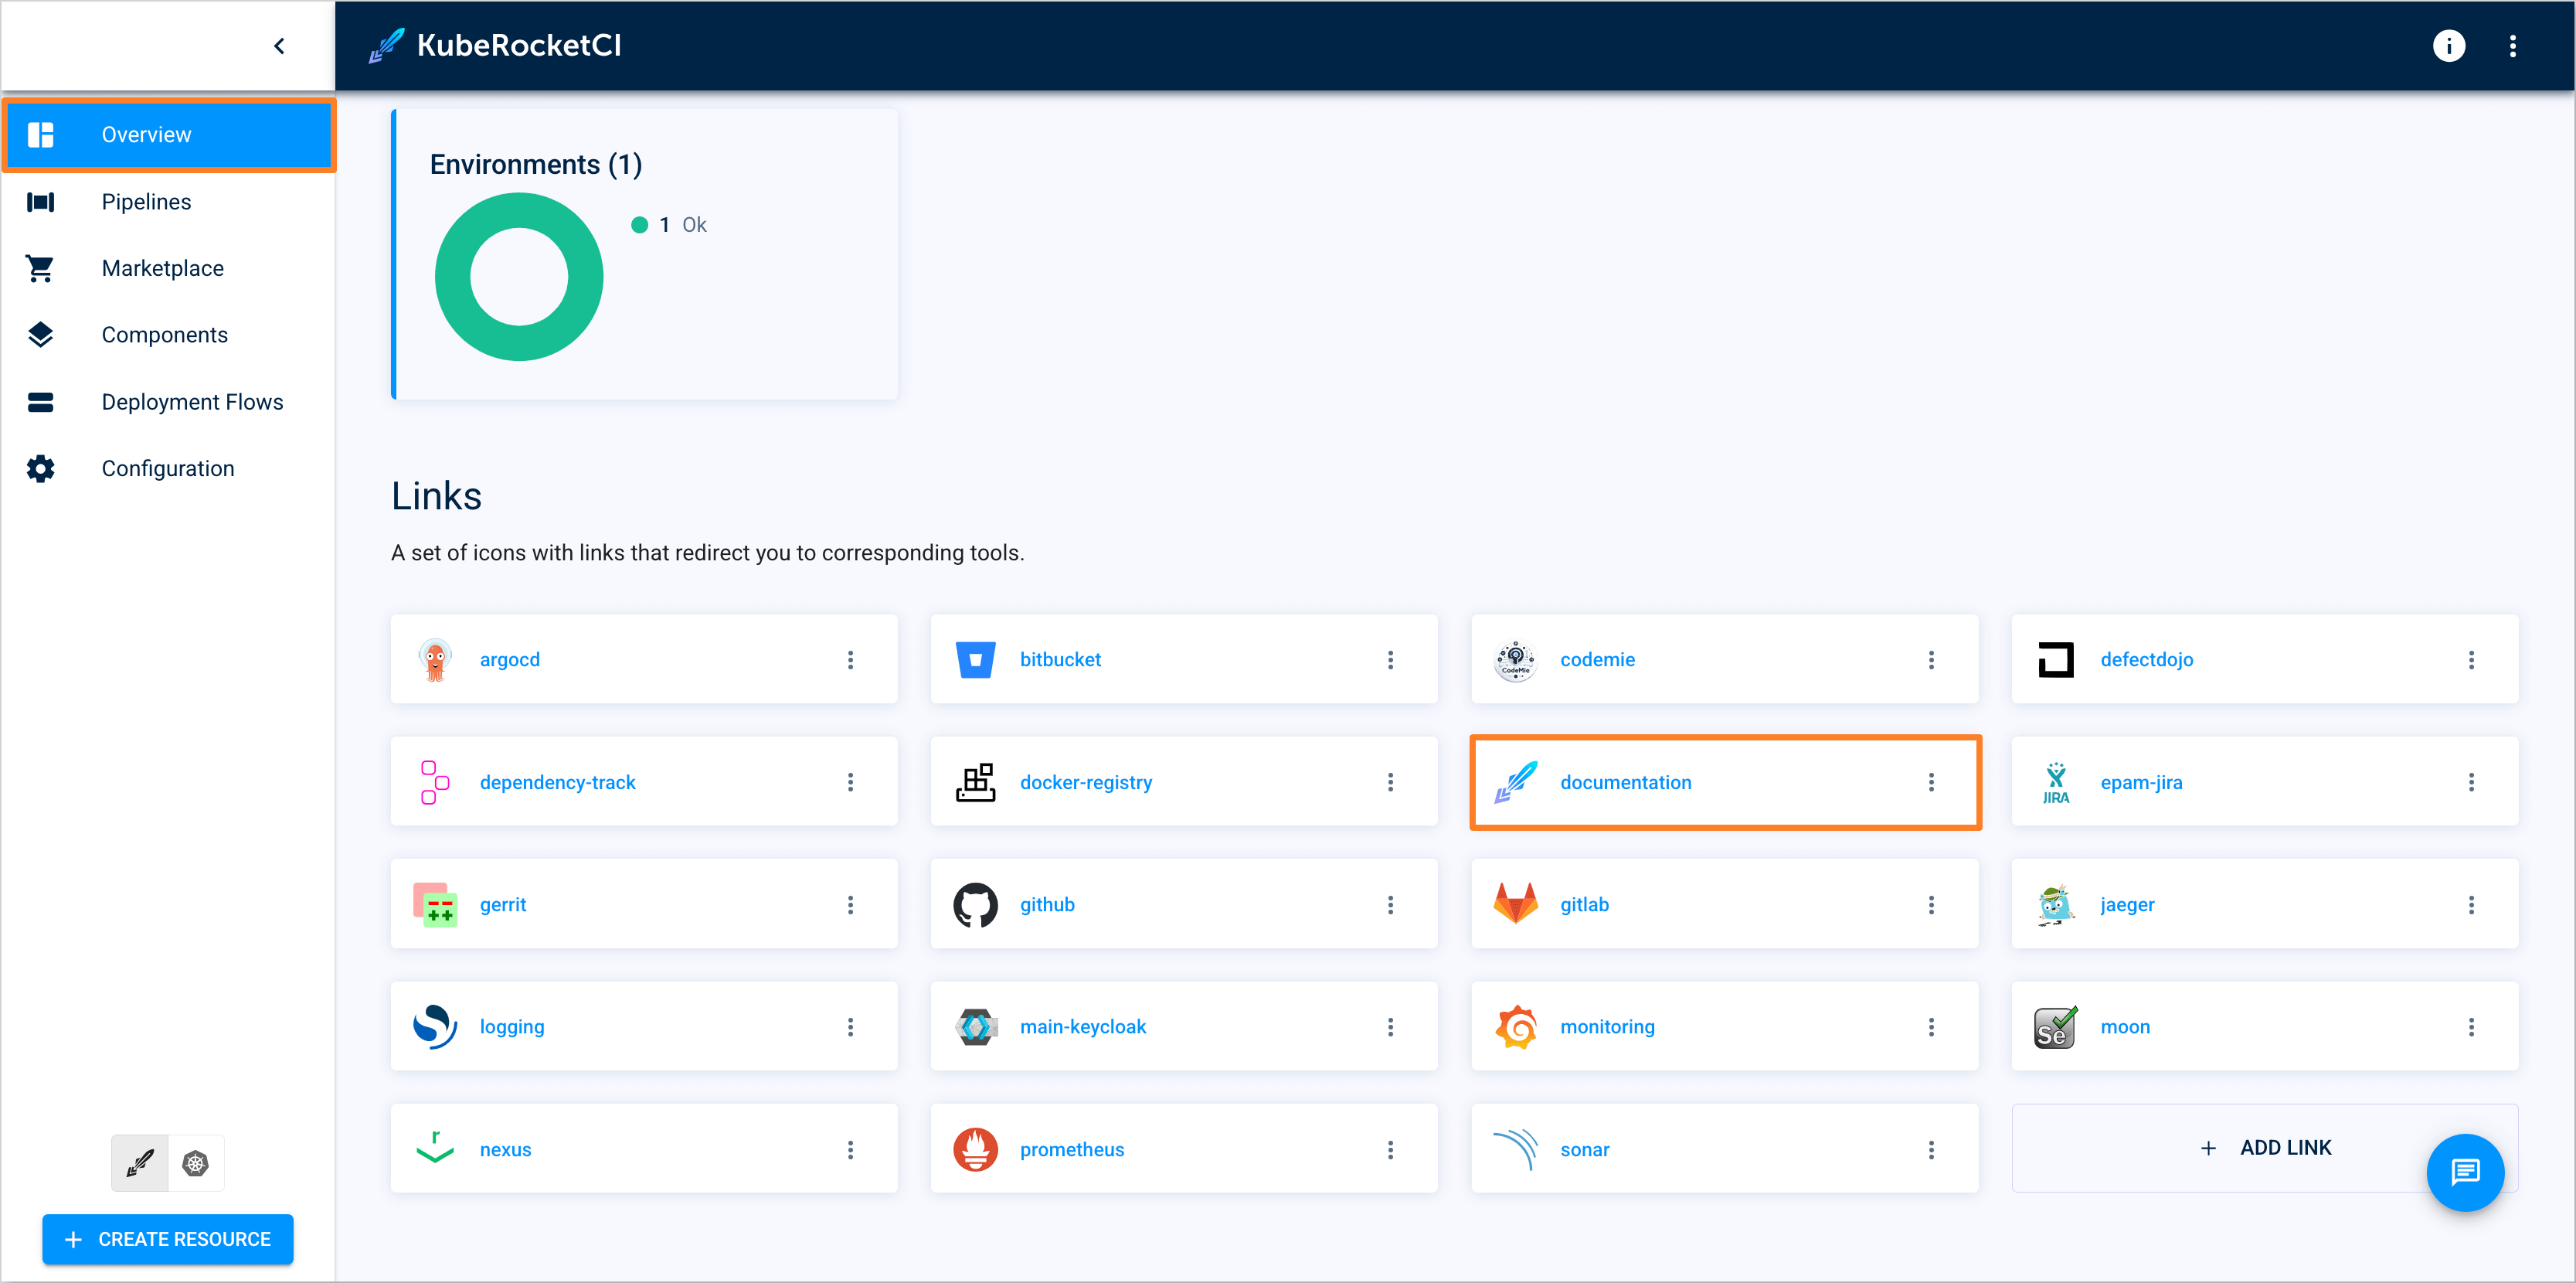 KubeRocketCI
Overview
Pipelines
Marketplace
Components
Deployment Flows
Configuration
CREATE RESOURCE
Environments (1)
1 Ok
Links
A set of icons with links that redirect you to corresponding tools.
argocd
bitbucket
CodeMie
codemie
defectdojo
dependency-track
docker-registry
documentation
JIRA
epam-jira
gerrit
github
gitlab
jaeger
logging
main-keycloak
monitoring
Se
moon
r
nexus
prometheus
sonar
+ ADD LINK